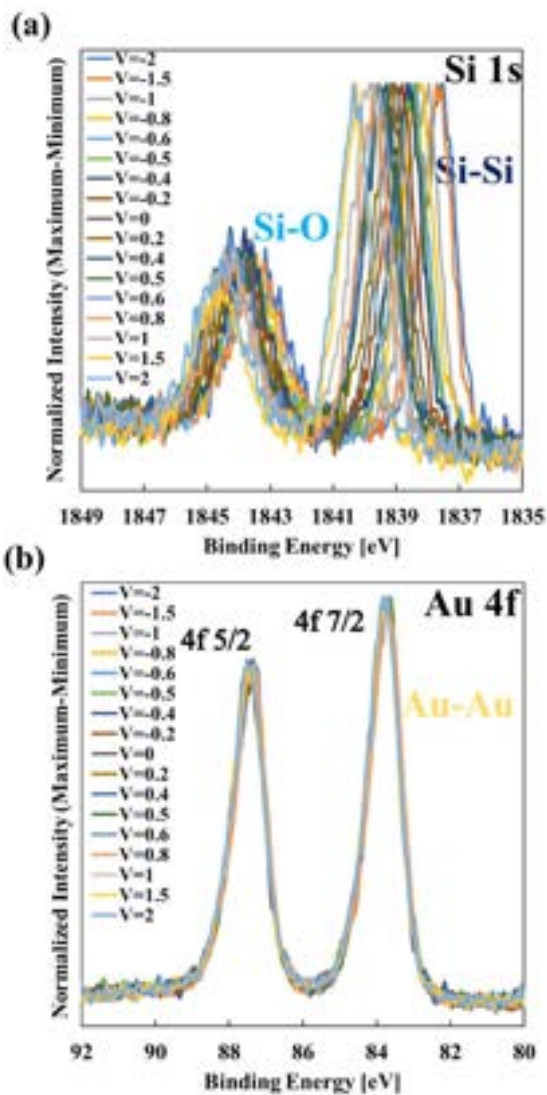 (a)
Si 1s
V=-2
V=-1.5
V=-1
V=-0.8
V=-0.6
V=-0.5
V=-0.4
V=-0.2
V=0
V=0.2
V=0.4
V=0.5
V=0.6
V=0.8
V=1
V=1.5
V=2
Si-O
Si-Si
Normalized Intensity (Maximum-Minimum)
1849 1847 1845 1843 1841 1839 1837 1835
Binding Energy [eV]
(b)
Au 4f
V=-2
V=-1.5
V=-1
V=-0.8
V=-0.6
V=-0.5
V=-0.4
V=-0.2
V=0
V=0.2
V=0.4
V=0.5
V=0.6
V=0.8
V=1
V=1.5
V=2
4f 5/2
4f 7/2
Au-Au
Normalized Intensity (Maximum-Minimum)
92 90 88 86 84 82 80
Binding Energy [eV]